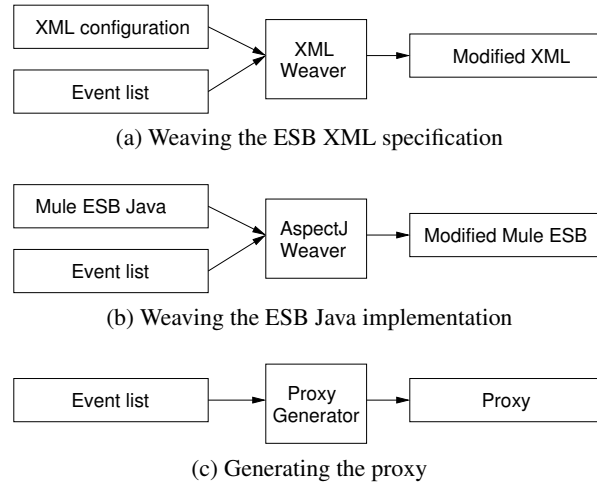 XML configuration
Event list
XML
Weaver
Modified XML
(a) Weaving the ESB XML specification
Mule ESB Java
Event list
AspectJ
Weaver
Modified Mule ESB
(b) Weaving the ESB Java implementation
Event list
Proxy
Generator
Proxy
(c) Generating the proxy